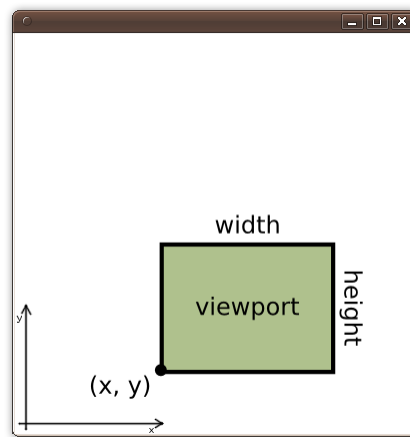 width
viewport
height
y
(x, y)
x